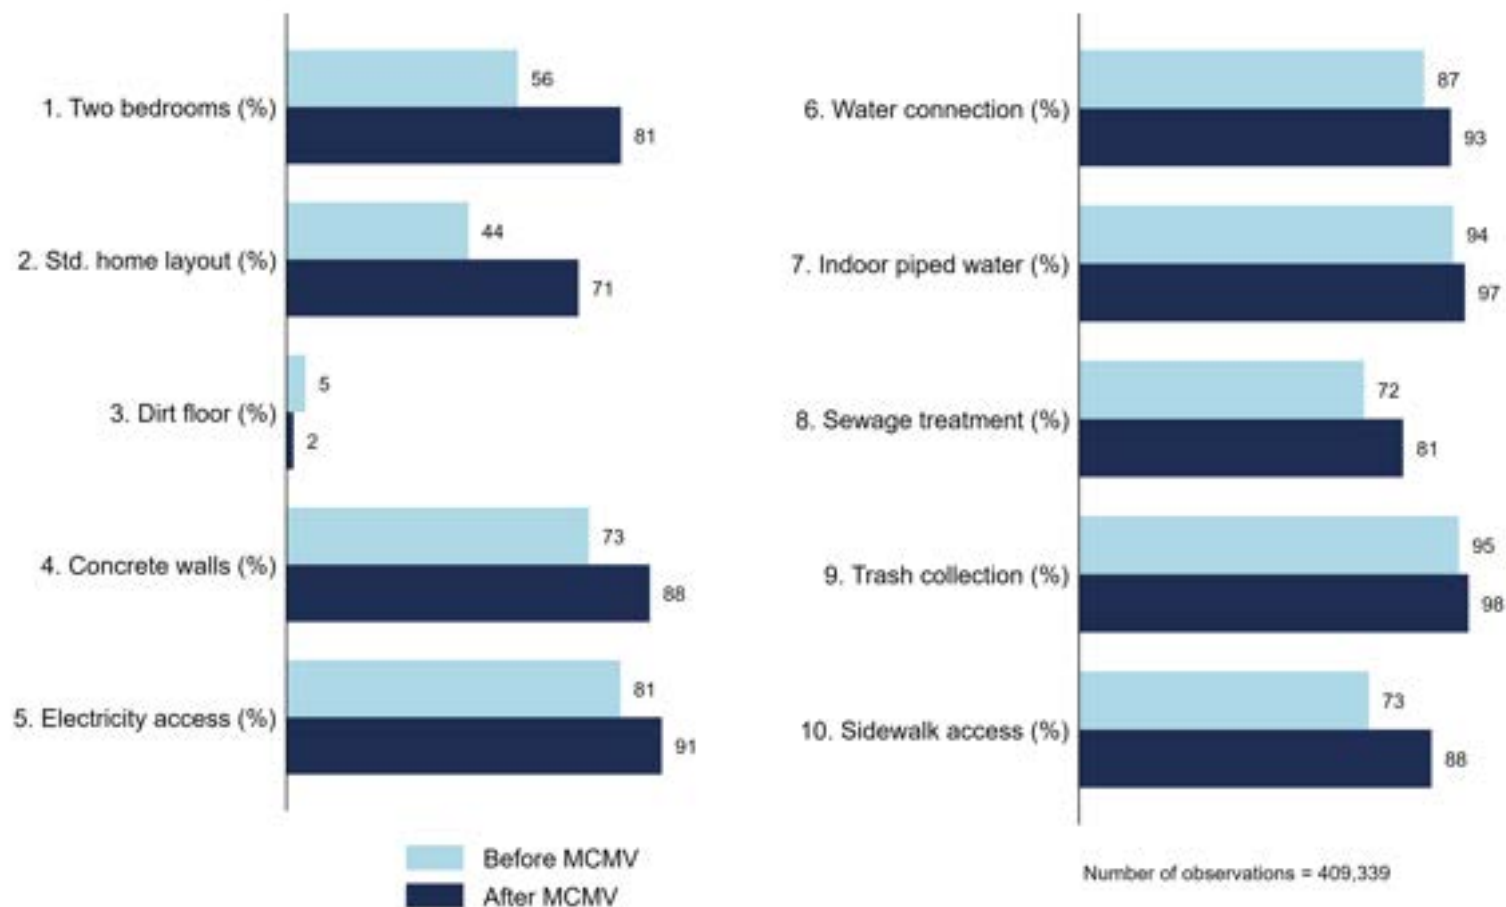 1. Two bedrooms (%)
56
81
2. Std. home layout (%)
44
71
3. Dirt floor (%)
5
2
4. Concrete walls (%)
73
88
5. Electricity access (%)
81
91
6. Water connection (%)
87
93
7. Indoor piped water (%)
94
97
8. Sewage treatment (%)
72
81
9. Trash collection (%)
95
98
10. Sidewalk access (%)
73
88
Before MCMV
After MCMV
Number of observations = 409,339